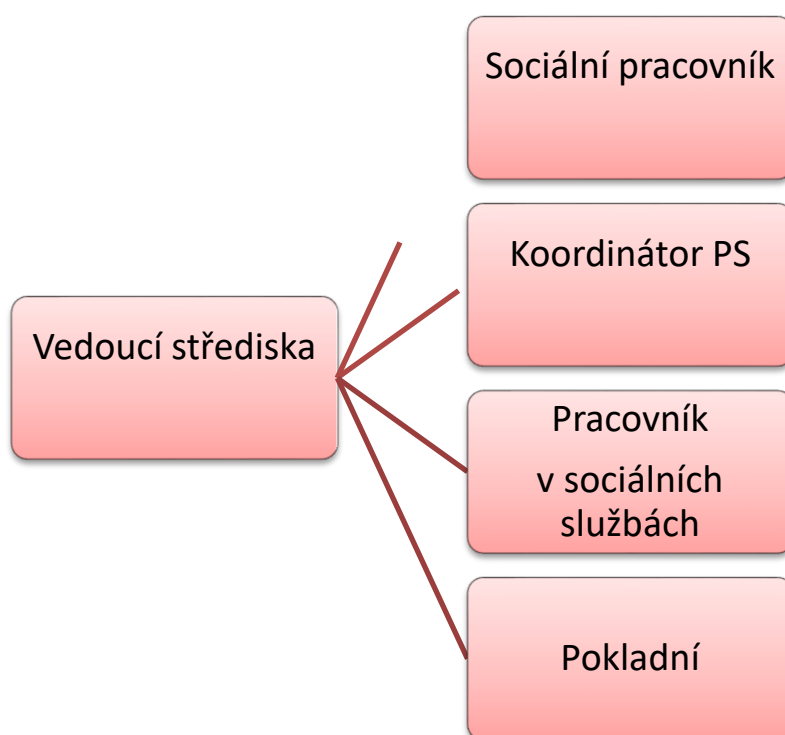 Sociální pracovník
Koordinátor PS
Vedoucí střediska
Pracovník
v sociálních
službách
Pokladní